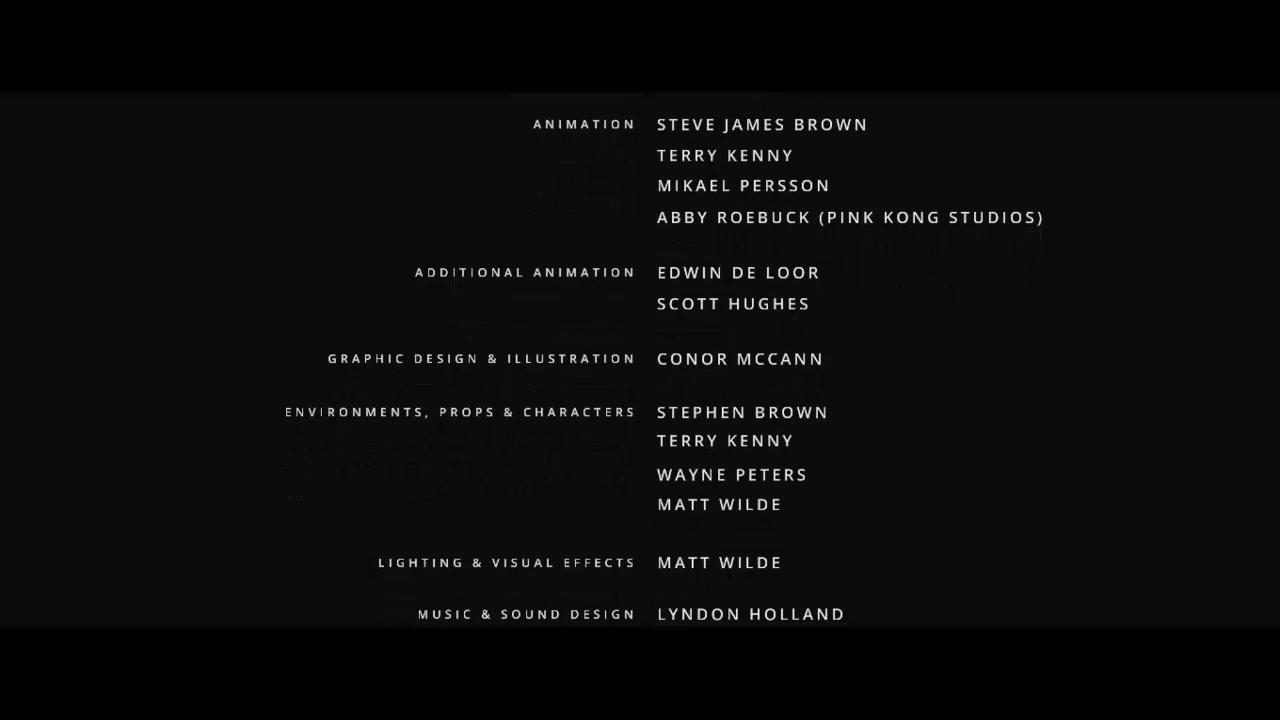 ANIMATION STEVE JAMES BROWN
TERRY KENNY
MIKAEL PERSSON
ABBY ROEBUCK (PINK KONG STUDIOS)
ADDITIONAL ANIMATION EDWIN DE LOOR
SCOTT HUGHES
GRAPHIC DESIGN & ILLUSTRATION CONOR MCCANN
ENVIRONMENTS, PROPS & CHARACTERS STEPHEN BROWN
TERRY KENNY
WAYNE PETERS
MATT WILDE
LIGHTING & VISUAL EFFECTS MATT WILDE
MUSIC & SOUND DESIGN LYNDON HOLLAND